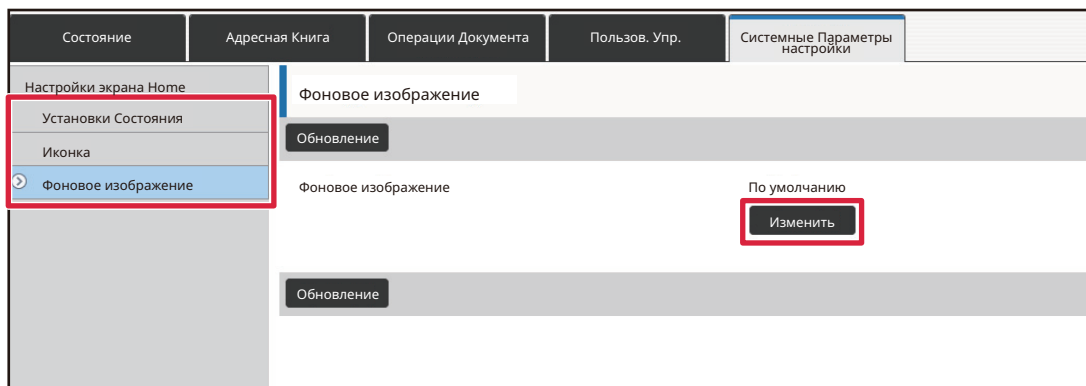 Состояние
Адресная Книга
Операции Документа
Пользов. Упр.
Системные Параметры
настройки
Настройки экрана Home
Установки Состояния
Иконка
Фоновое изображение
Фоновое изображение
Обновление
Фоновое изображение
По умолчанию
Изменить
Обновление